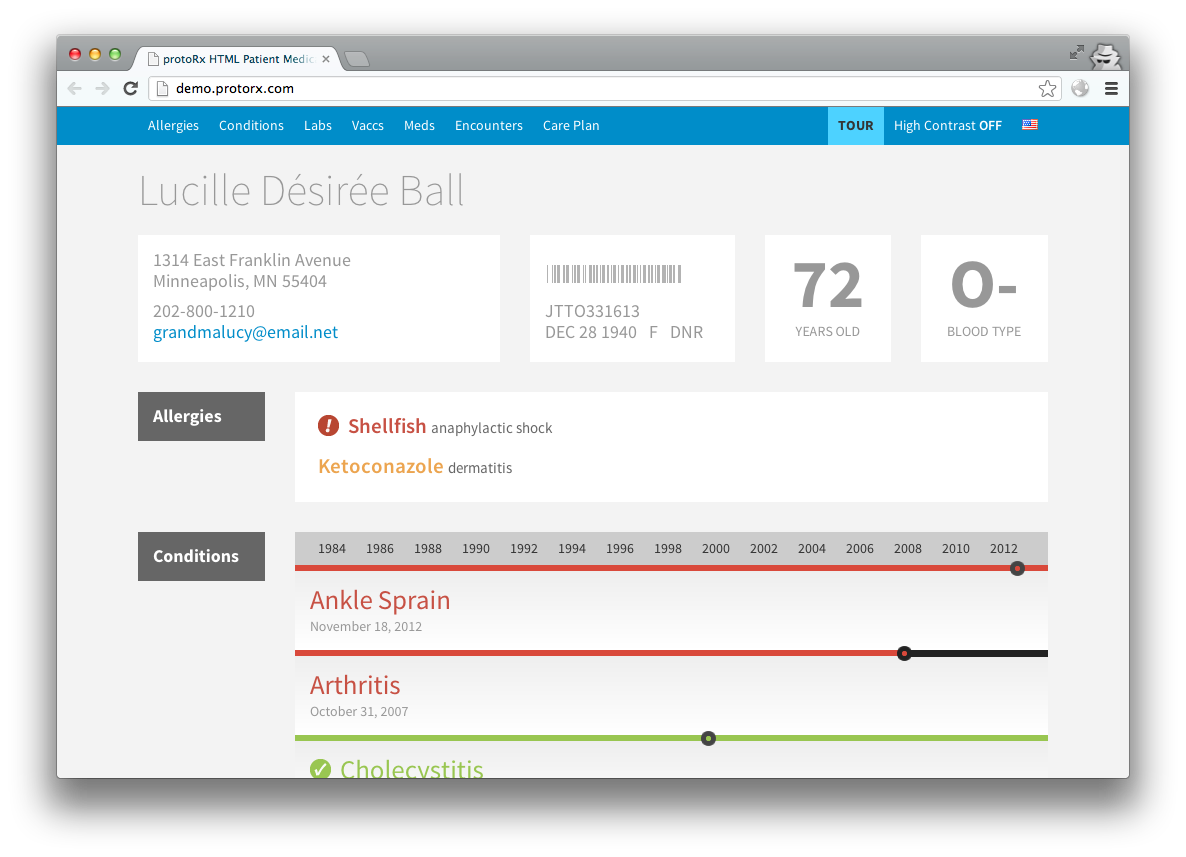 protoRx HTML Patient Medic
demo.protorx.com
Allergies Conditions Labs Vaccs Meds Encounters Care Plan TOUR High Contrast OFF
Lucille Désirée Ball
1314 East Franklin Avenue
Minneapolis, MN 55404
202-800-1210
grandmalucy@email.net
JTTO331613
DEC 28 1940 F DNR
72
YEARS OLD
O-
BLOOD TYPE
Allergies
Shellfish anaphylactic shock
Ketoconazole dermatitis
Conditions
1984 1986 1988 1990 1992 1994 1996 1998 2000 2002 2004 2006 2008 2010 2012
Ankle Sprain
November 18, 2012
Arthritis
October 31, 2007
Cholecystitis